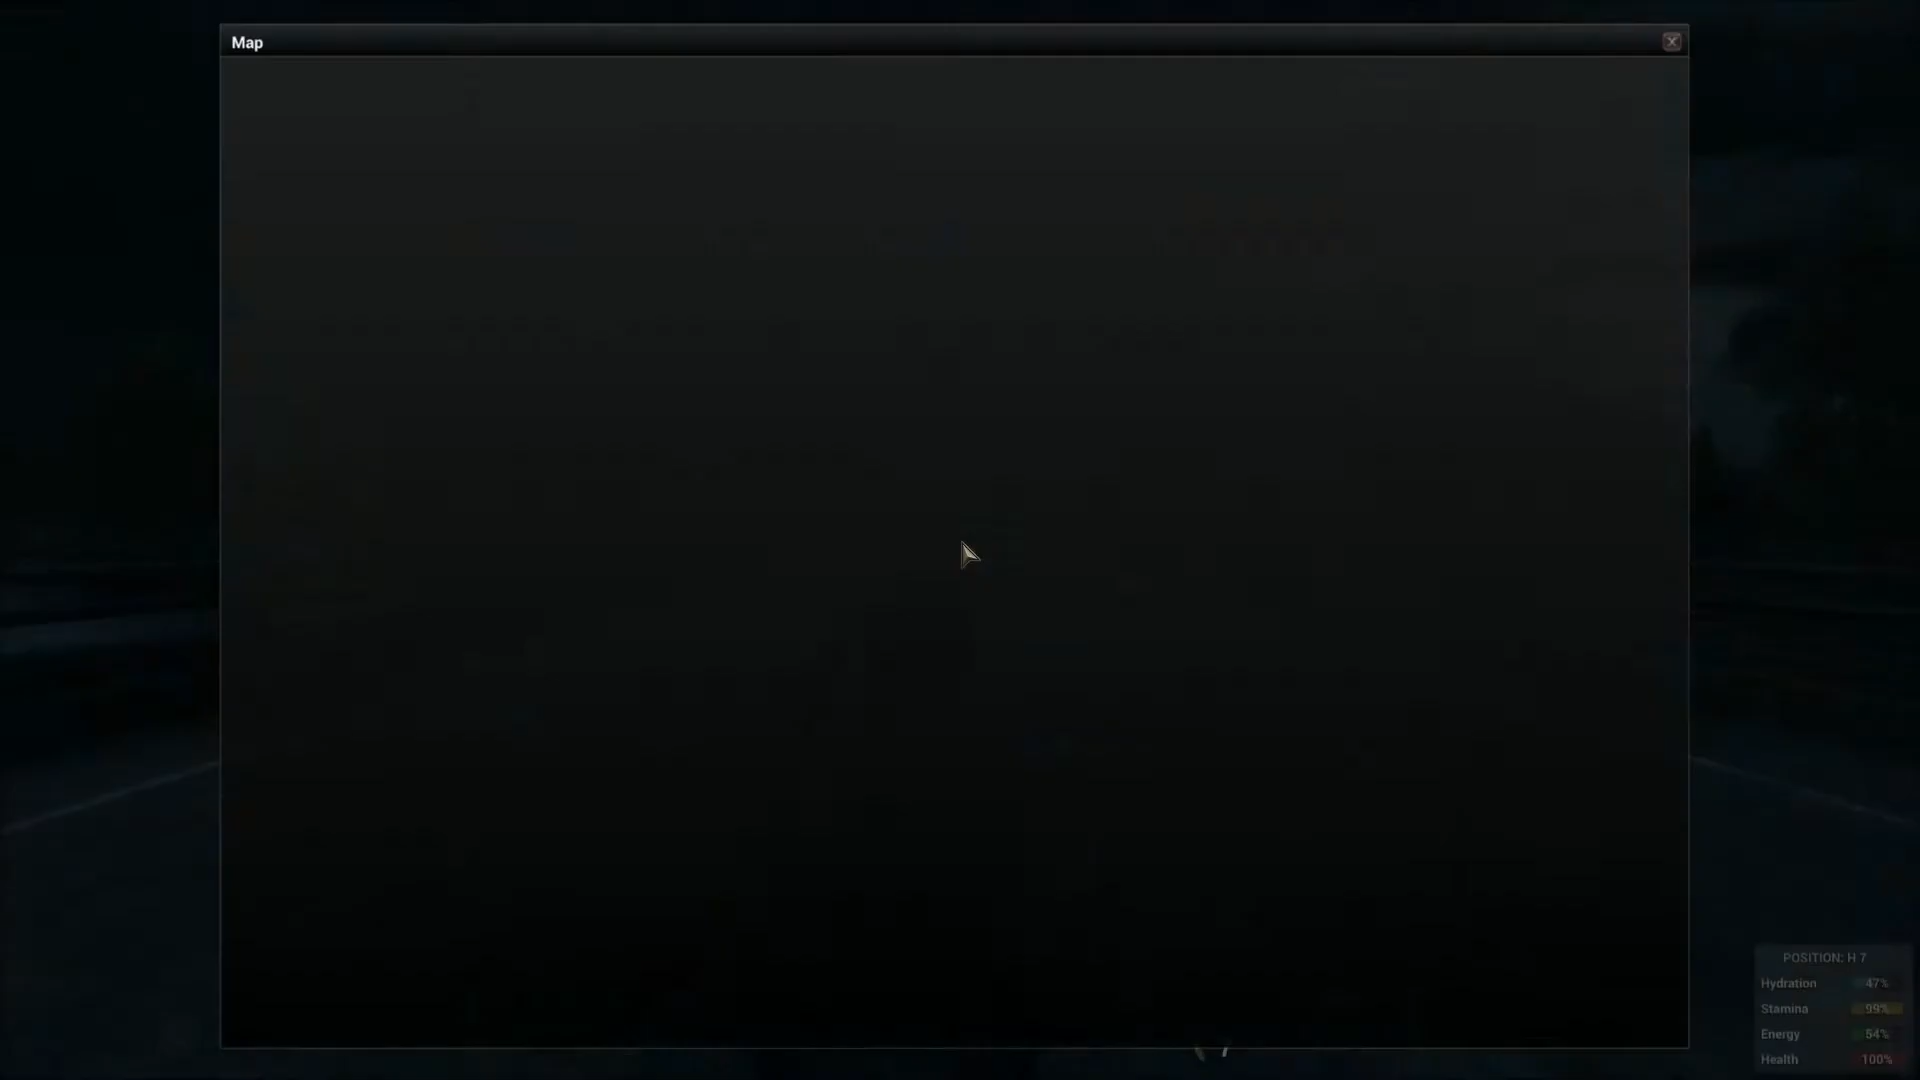 Map
POSITION: H 7
Hydration 47%
Stamina 99%
Energy 54%
Health 100%